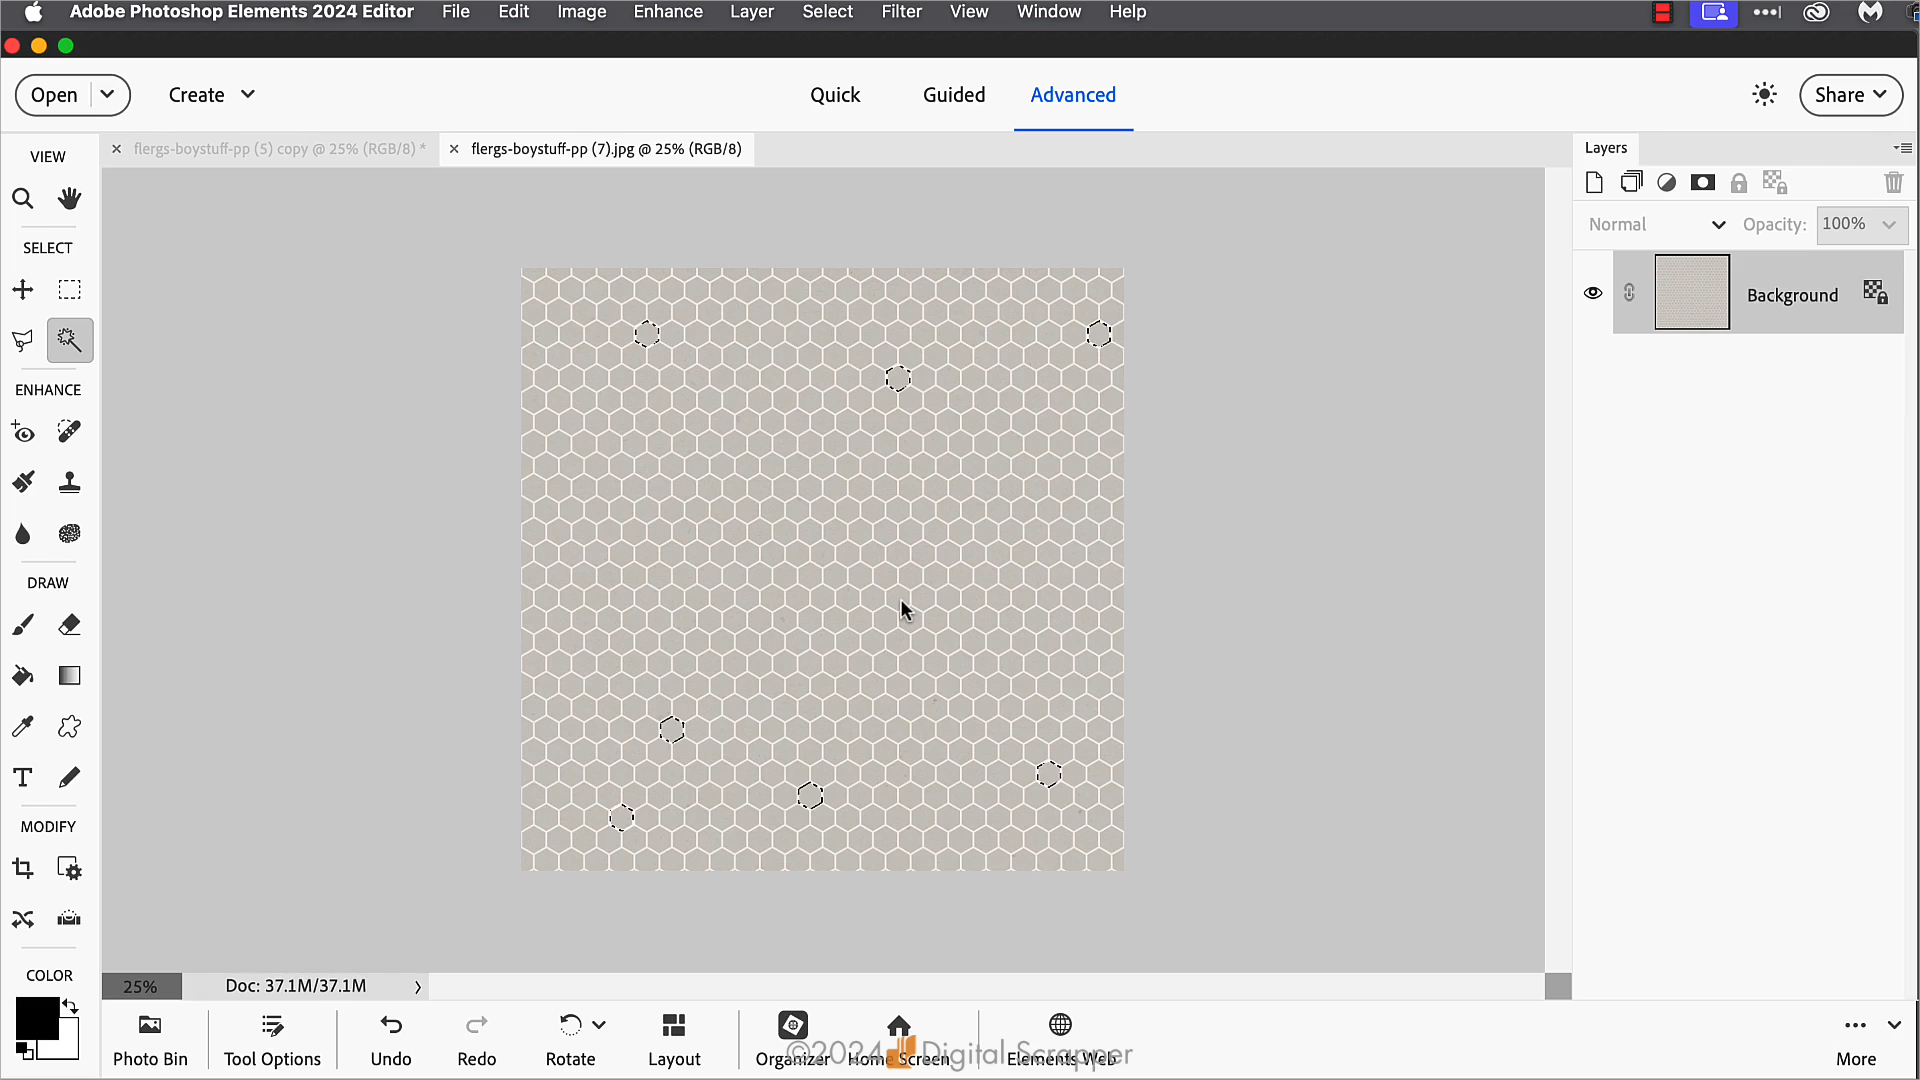 Adobe Photoshop Elements 2024 Editor File Edit Image Enhance Layer Select Filter View Window Help
Open Create Quick Guided Advanced Share
VIEW
flergs-boystuff-pp (5) copy @ 25% (RGB/8) *
flergs-boystuff-pp (7).jpg @ 25% (RGB/8)
Layers
SELECT
Normal Opacity: 100%
Background
ENHANCE
DRAW
T
MODIFY
COLOR
25% Doc: 37.1M/37.1M
Photo Bin Tool Options Undo Redo Rotate Layout Organizer Home Screen Elements Web More
©2024 Digital Scrapper